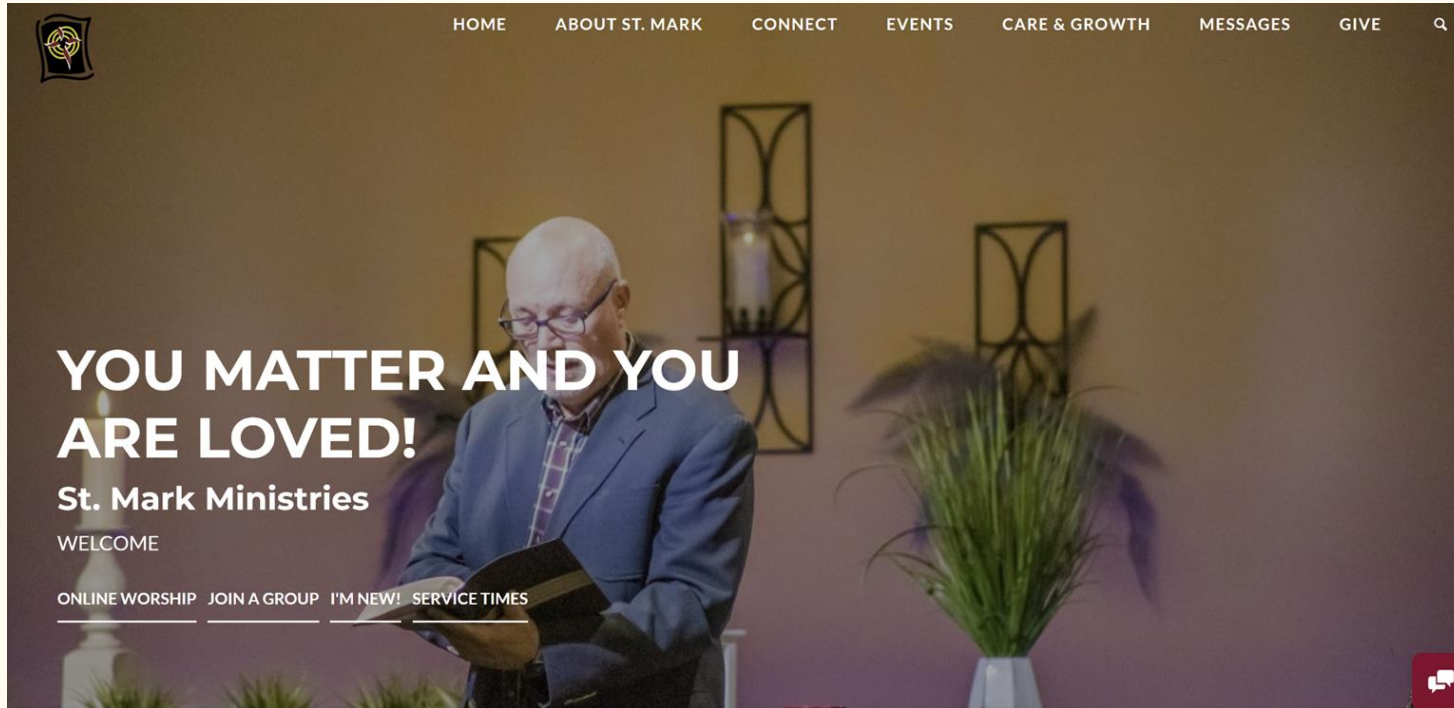 HOME ABOUT ST. MARK CONNECT EVENTS CARE & GROWTH MESSAGES GIVE
YOU MATTER AND YOU
ARE LOVED!
St. Mark Ministries
WELCOME
ONLINE WORSHIP JOIN A GROUP I'M NEW! SERVICE TIMES